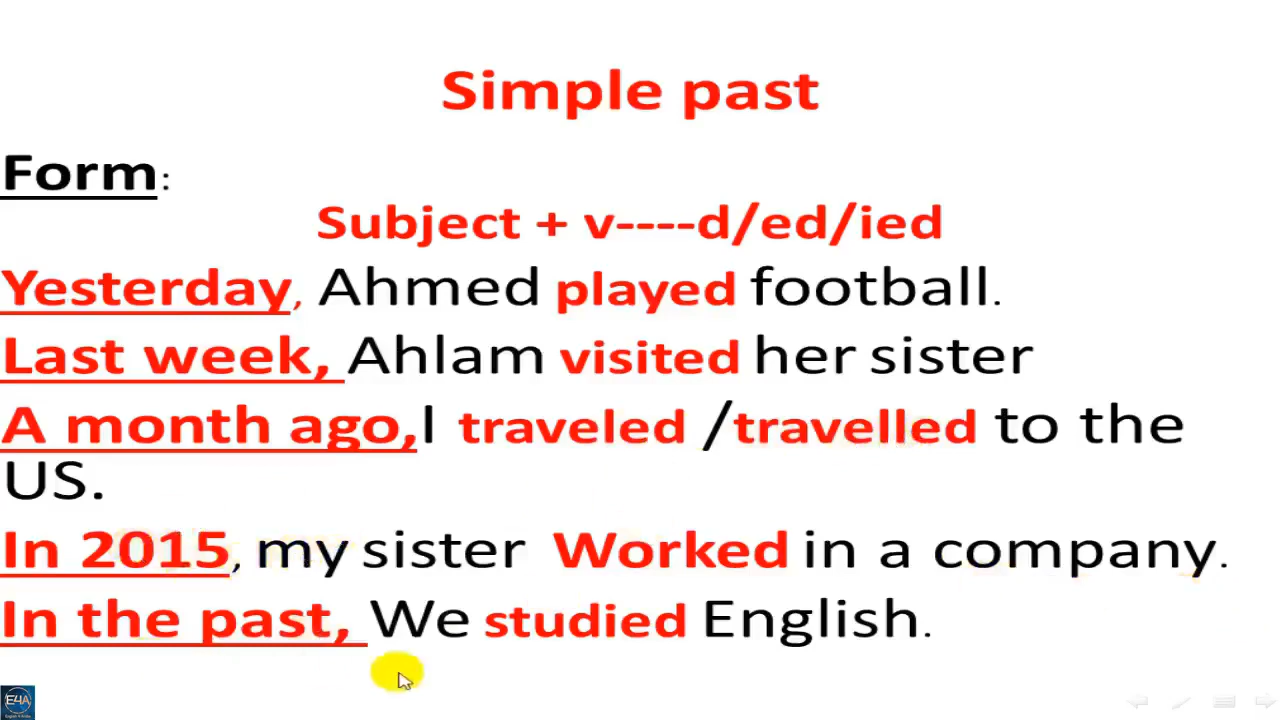 Simple past
Form:
Subject + v----d/ed/ied
Yesterday, Ahmed played football.
Last week, Ahlam visited her sister
A month ago,I traveled /travelled to the
US.
In 2015, my sister Worked in a company.
In the past, We studied English.
E4A